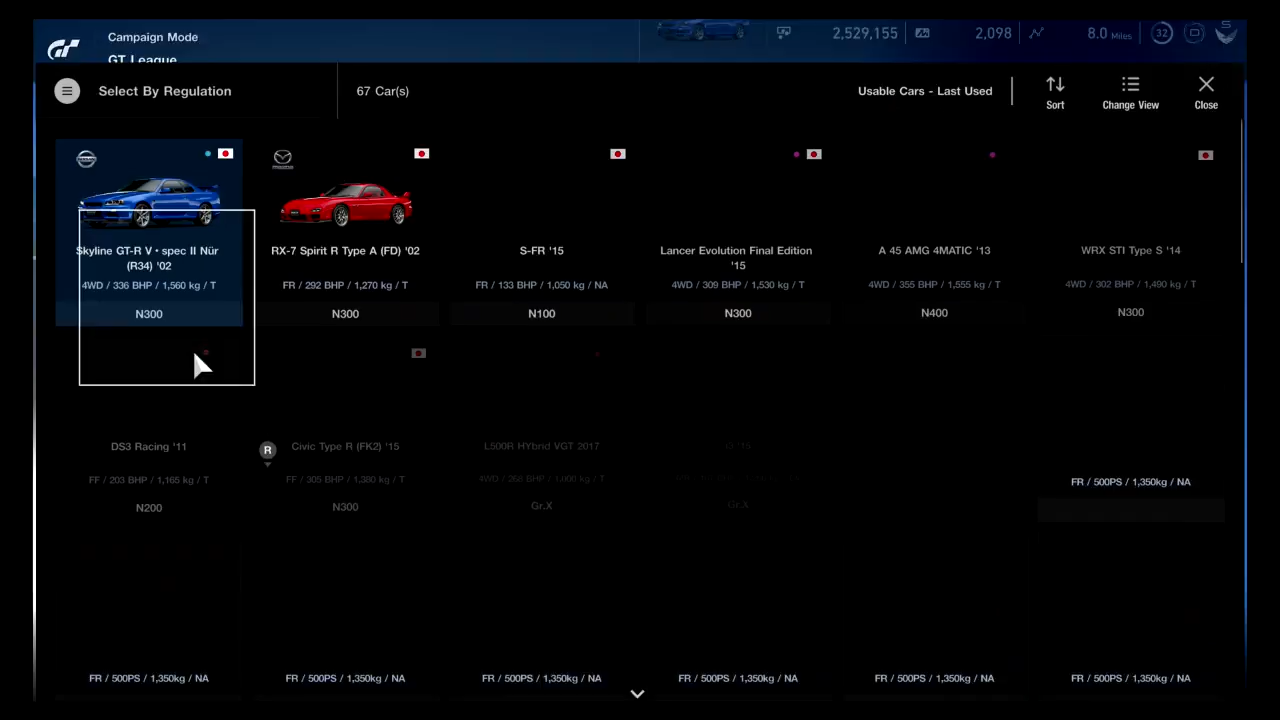 Campaign Mode
GT League
2,529,155
2,098
8.0 Miles
32
S
Select By Regulation
67 Car(s)
Usable Cars - Last Used
Sort
Change View
Close
Skyline GT-R V • spec II Nür
(R34) '02
4WD / 336 BHP / 1,560 kg / T
N300
RX-7 Spirit R Type A (FD) '02
FR / 292 BHP / 1,270 kg / T
N300
S-FR '15
FR / 133 BHP / 1,050 kg / NA
N100
Lancer Evolution Final Edition
'15
4WD / 309 BHP / 1,530 kg / T
N300
A 45 AMG 4MATIC '13
4WD / 355 BHP / 1,555 kg / T
N400
WRX STI Type S '14
4WD / 302 BHP / 1,490 kg / T
N300
DS3 Racing '11
FF / 203 BHP / 1,165 kg / T
N200
R
Civic Type R (FK2) '15
FF / 305 BHP / 1,380 kg / T
N300
L500R HYbrid VGT 2017
Gr.X
Gr.X
FR / 500PS / 1,350kg / NA
FR / 500PS / 1,350kg / NA
FR / 500PS / 1,350kg / NA
FR / 500PS / 1,350kg / NA
FR / 500PS / 1,350kg / NA
FR / 500PS / 1,350kg / NA
FR / 500PS / 1,350kg / NA